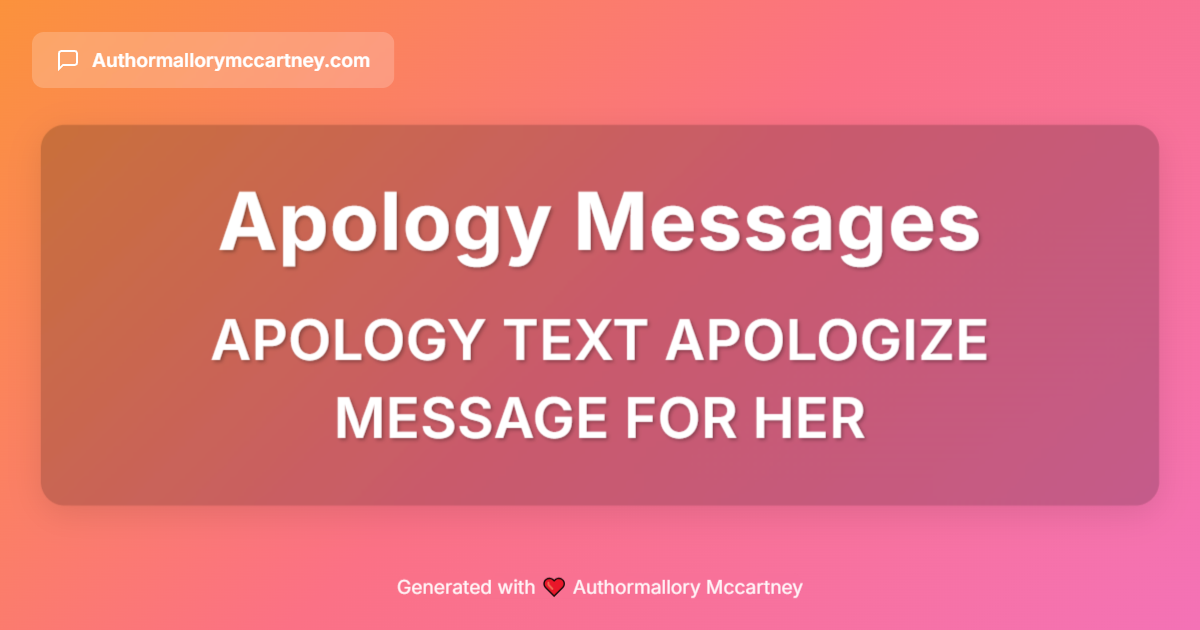 Authormallorymccartney.com
Apology Messages
APOLOGY TEXT APOLOGIZE
MESSAGE FOR HER
Generated with ❤️ Authormallory Mccartney